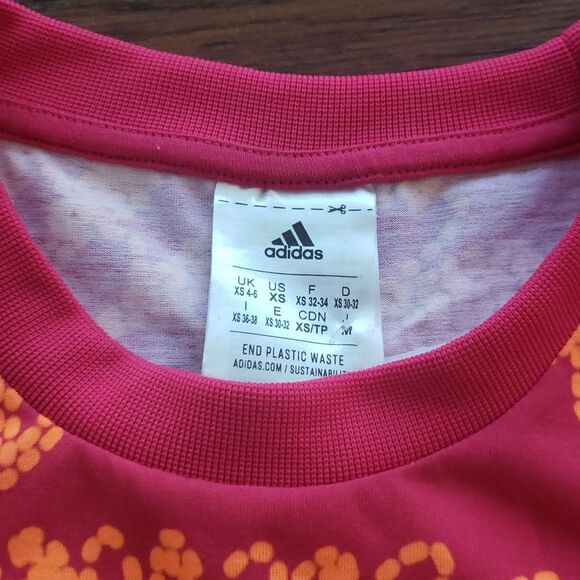 adidas
UK US F D
XS 4-6 XS XS 32-34 XS 30-32
I E CDN J
XS 36-38 XS 30-32 XS/TP M
END PLASTIC WASTE
ADIDAS.COM / SUSTAINABILITY